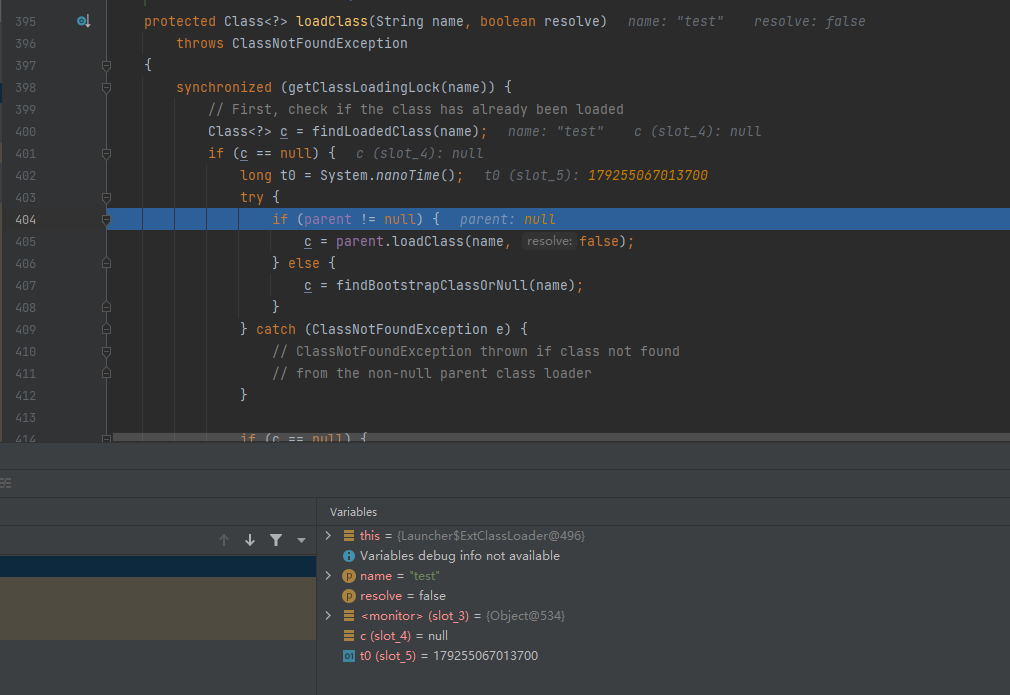 395 protected Class<?> loadClass(String name, boolean resolve) name: "test" resolve: false
396 throws ClassNotFoundException
397 {
398 synchronized (getClassLoadingLock(name)) {
399 // First, check if the class has already been loaded
400 Class<?> c = findLoadedClass(name); name: "test" c (slot_4): null
401 if (c == null) { c (slot_4): null
402 long t0 = System.nanoTime(); t0 (slot_5): 179255067013700
403 try {
404 if (parent != null) { parent: null
405 c = parent.loadClass(name, resolve: false);
406 } else {
407 c = findBootstrapClassOrNull(name);
408 }
409 } catch (ClassNotFoundException e) {
410 // ClassNotFoundException thrown if class not found
411 // from the non-null parent class loader
412 }
413
414 if (c == null) {
Variables
this = {Launcher$ExtClassLoader@496}
Variables debug info not available
p name = "test"
p resolve = false
<monitor> (slot_3) = {Object@534}
c (slot_4) = null
01 t0 (slot_5) = 179255067013700